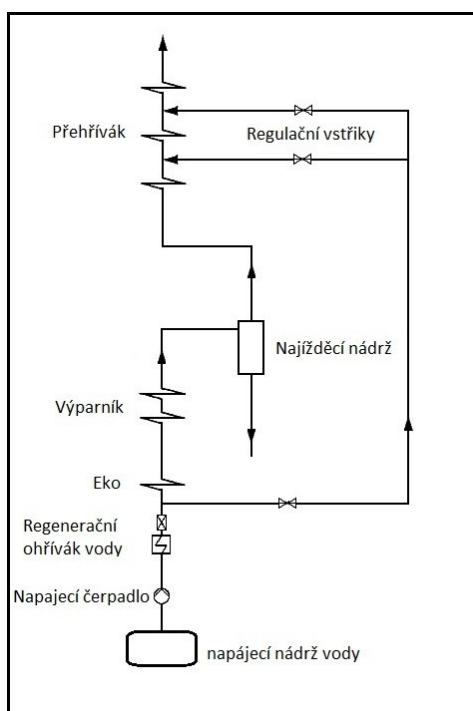 Přehřívák
Regulační vstřiky
Najížděcí nádrž
Výparník
Eko
Regenerační
ohřívák vody
Napajecí čerpadlo
napájecí nádrž vody